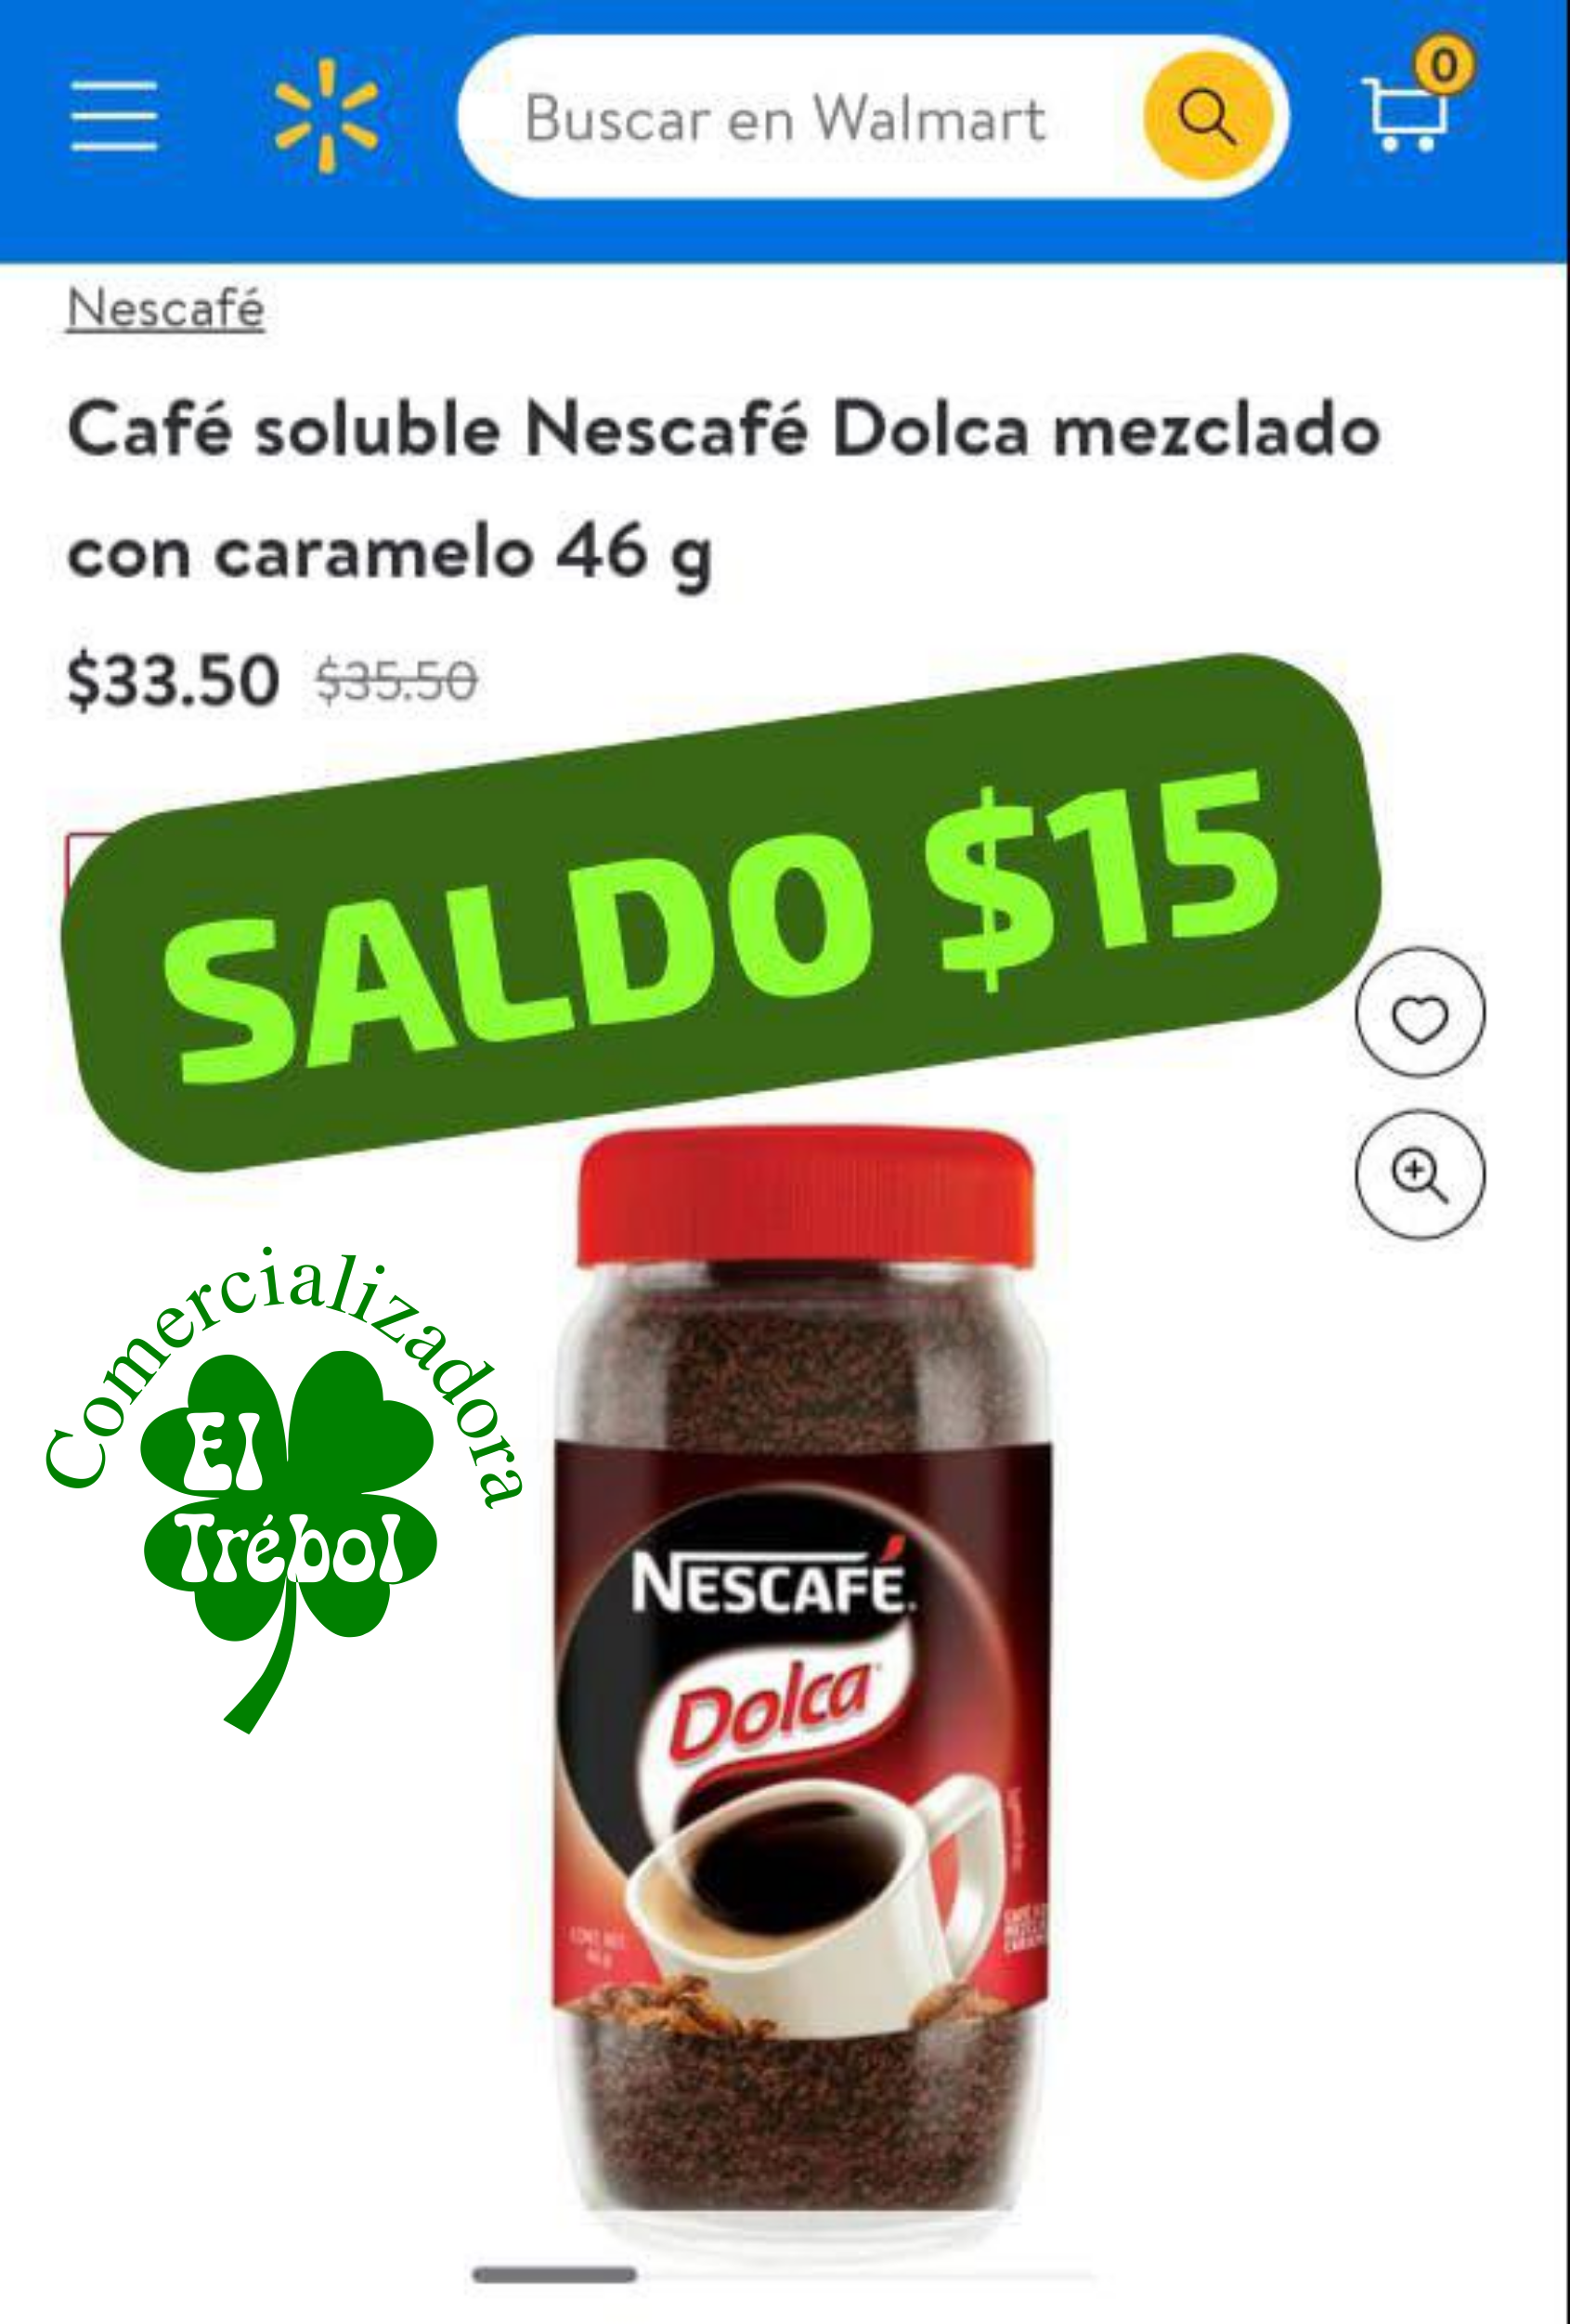 Buscar en Walmart
0
Nescafé
Café soluble Nescafé Dolca mezclado
con caramelo 46 g
$33.50 $35.50
SALDO $15
Comercializadora
El
Trébol
NESCAFÉ
Dolca